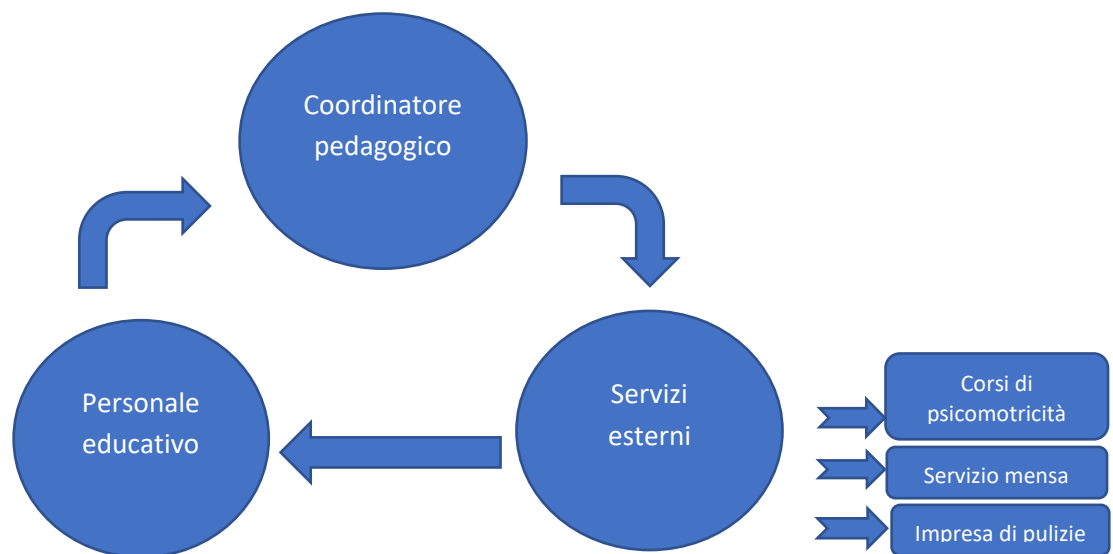 Coordinatore
pedagogico
Personale
educativo
Servizi
esterni
Corsi di
psicomotricità
Servizio mensa
Impresa di pulizie